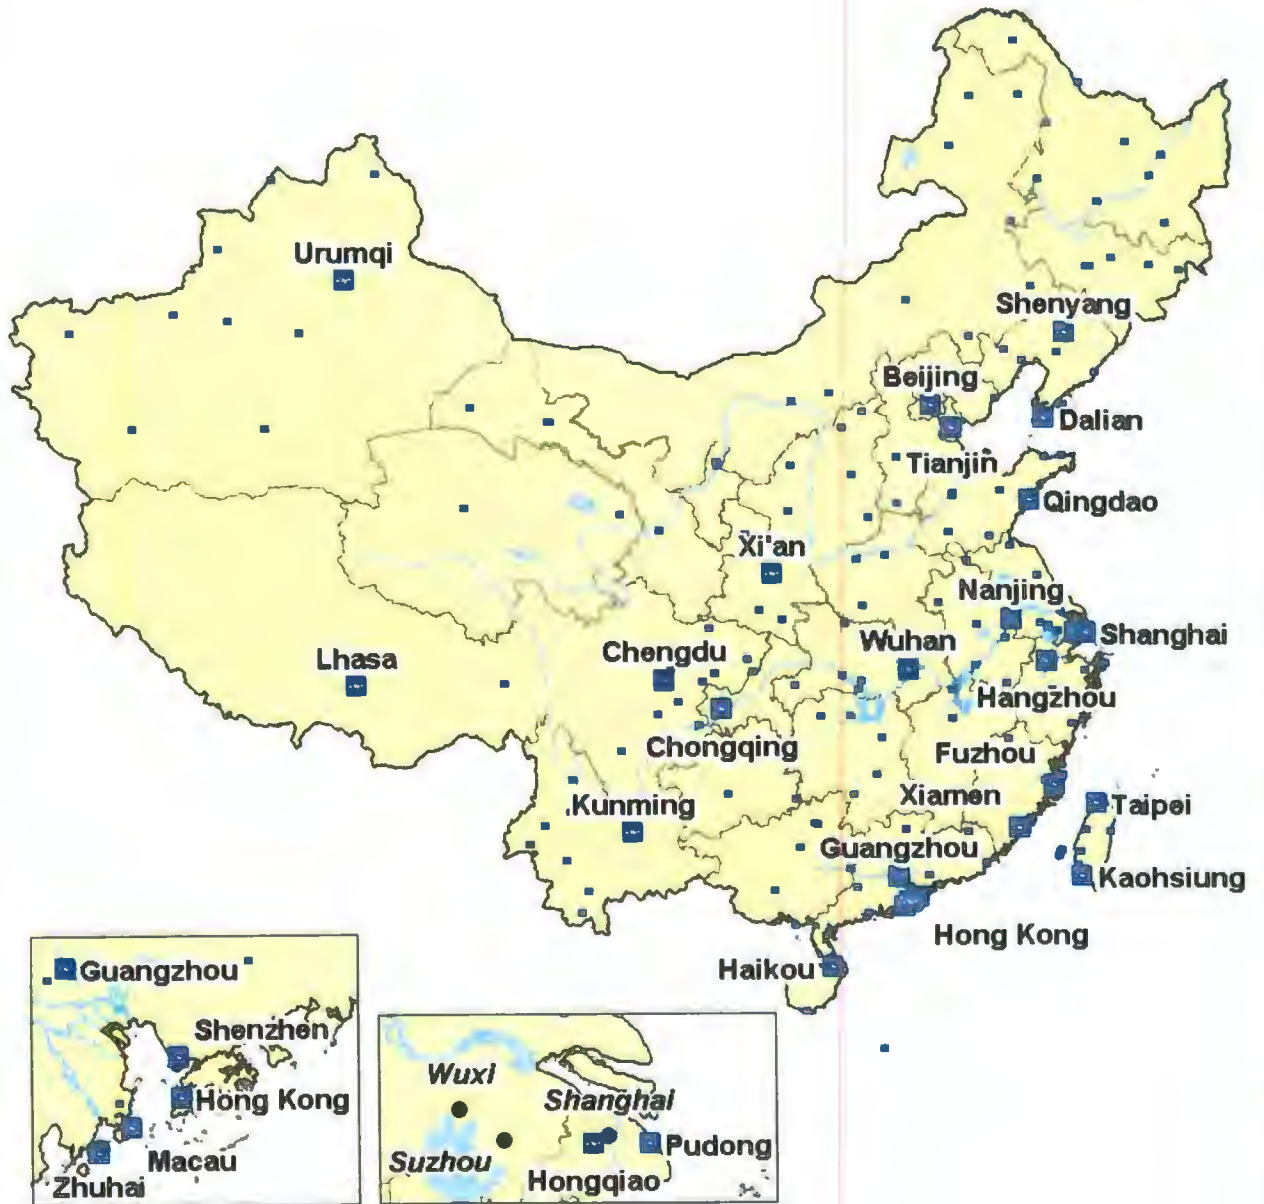 Urumqi
Shenyang
Beijing
Dalian
Tianjin
Qingdao
Xi'an
Nanjing
Shanghai
Wuhan
Chengdu
Lhasa
Hangzhou
Chongqing
Fuzhou
Xiamen
Kunming
Taipei
Guangzhou
Kaohsiung
Hong Kong
Haikou
Guangzhou
Shenzhen
Hong Kong
Macau
Zhuhai
Wuxi
Shanghai
Pudong
Suzhou
Hongqiao